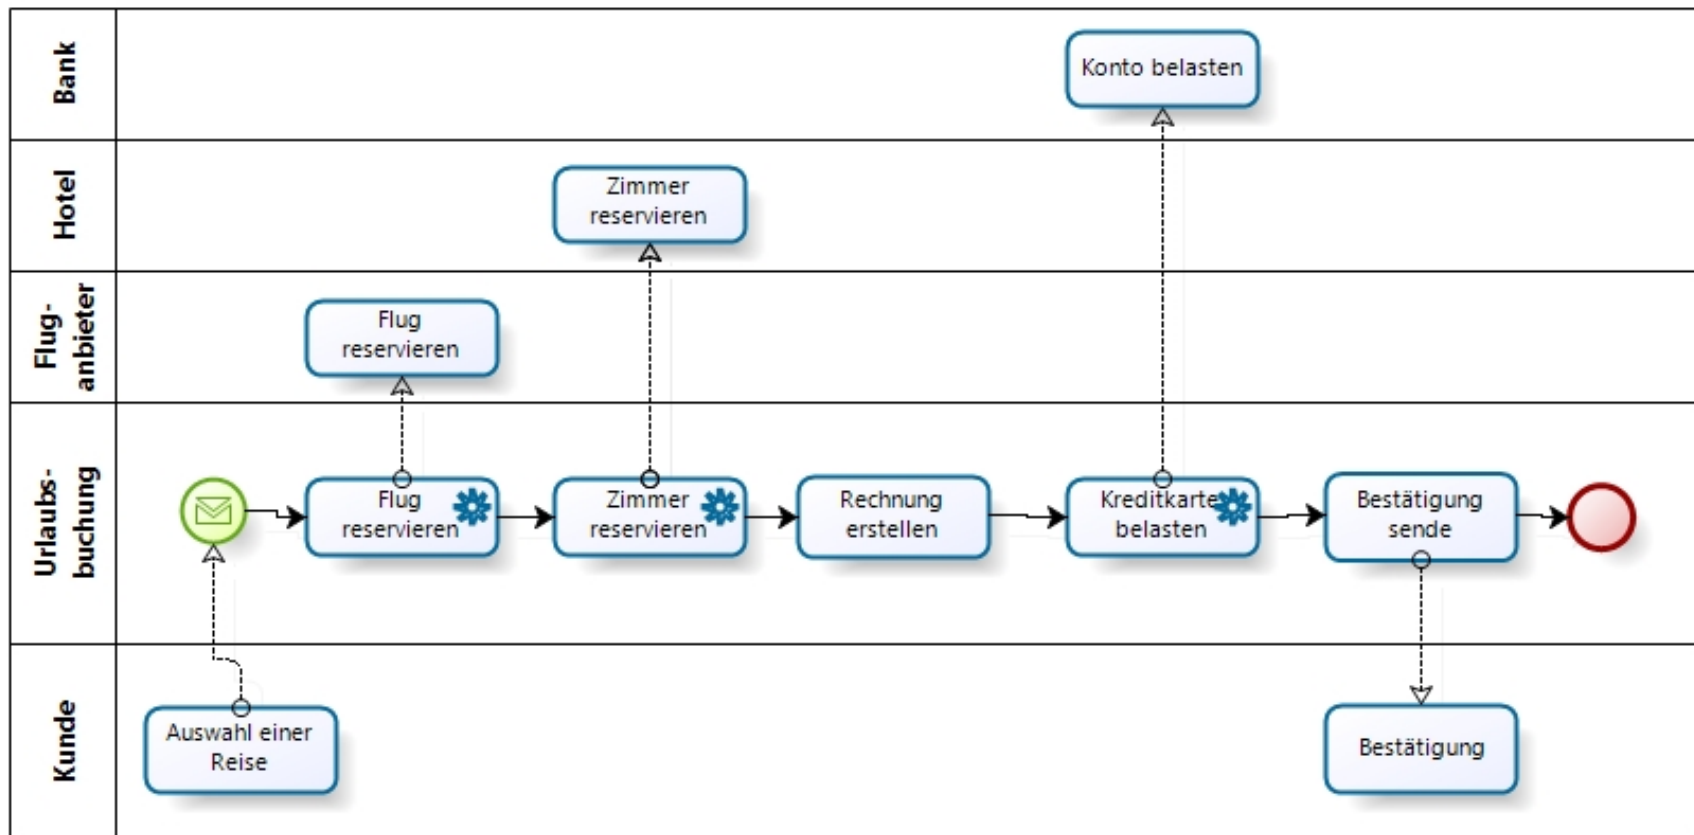 Bank
Konto belasten
Hotel
Zimmer
reservieren
Flug-
anbieter
Flug
reservieren
Urlaubs-
buchung
Flug
reservieren
Zimmer
reservieren
Rechnung
erstellen
Kreditkarte
belasten
Bestätigung
sende
Kunde
Auswahl einer
Reise
Bestätigung